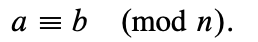 a ≡ b (mod n).